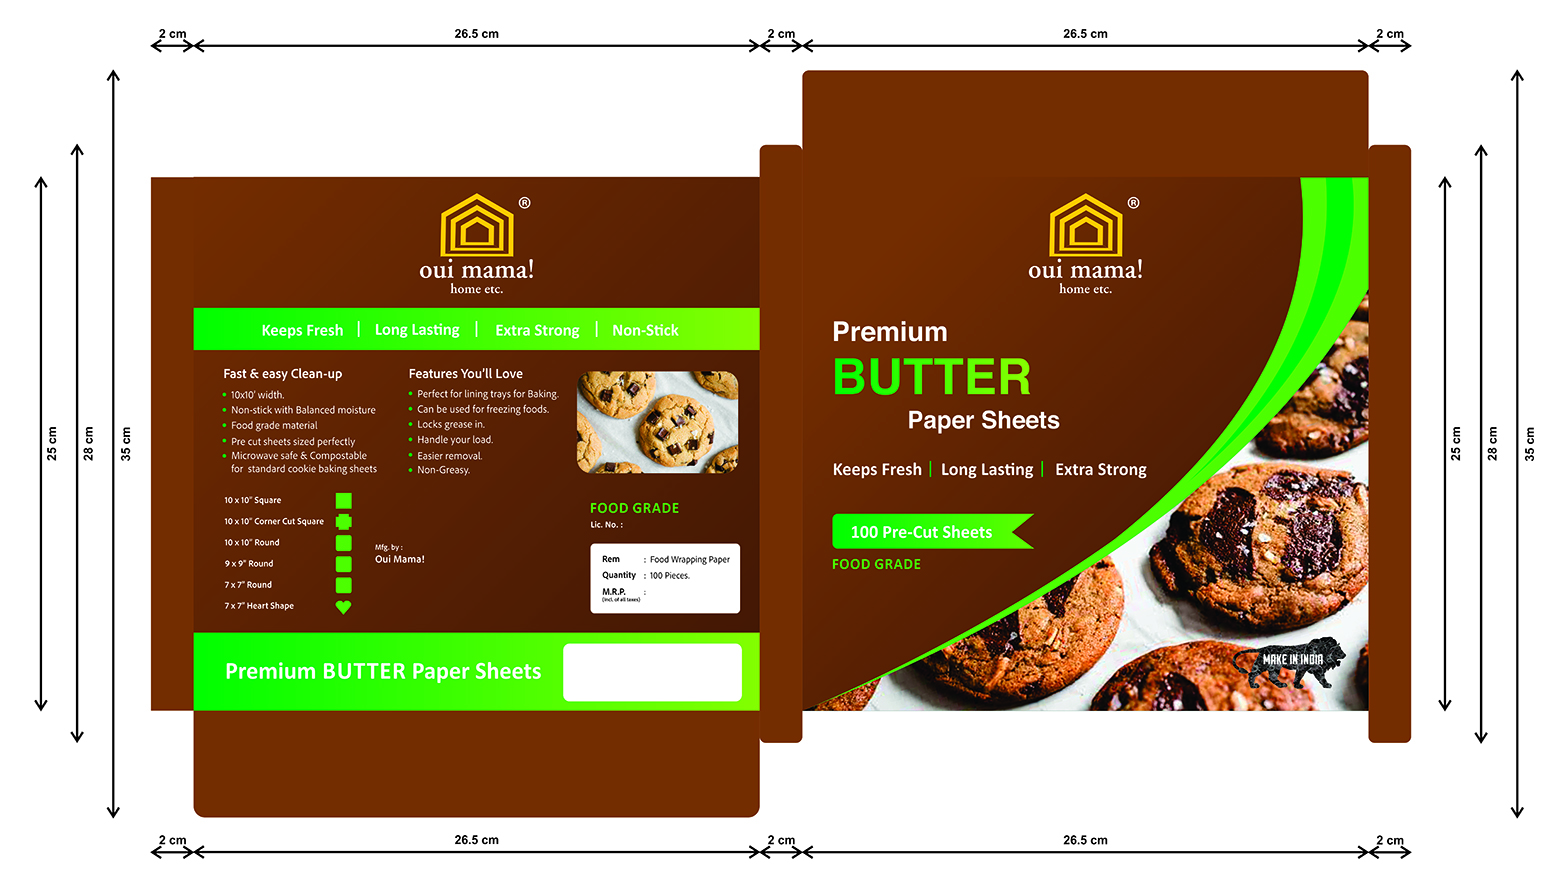 2 cm
26.5 cm
2 cm
26.5 cm
2 cm
25 cm
28 cm
35 cm
®
oui mama!
home etc.
Keeps Fresh | Long Lasting | Extra Strong | Non-Stick
Fast & easy Clean-up
• 10x10' width.
• Non-stick with Balanced moisture
• Food grade material
• Pre cut sheets sized perfectly
• Microwave safe & Compostable
for standard cookie baking sheets
Features You'll Love
• Perfect for lining trays for Baking.
• Can be used for freezing foods.
• Locks grease in.
• Handle your load.
• Easier removal.
• Non-Greasy.
10 x 10" Square
10 x 10" Corner Cut Square
10 x 10" Round
9 x 9" Round
7 x 7" Round
7 x 7" Heart Shape
Mfg. by :
Oui Mama!
FOOD GRADE
Lic. No. :
Rem : Food Wrapping Paper
Quantity : 100 Pieces.
M.R.P. :
(Incl. of all taxes)
Premium BUTTER Paper Sheets
®
oui mama!
home etc.
Premium
BUTTER
Paper Sheets
Keeps Fresh | Long Lasting | Extra Strong
100 Pre-Cut Sheets
FOOD GRADE
MAKE IN INDIA
25 cm
28 cm
35 cm
2 cm
26.5 cm
2 cm
26.5 cm
2 cm